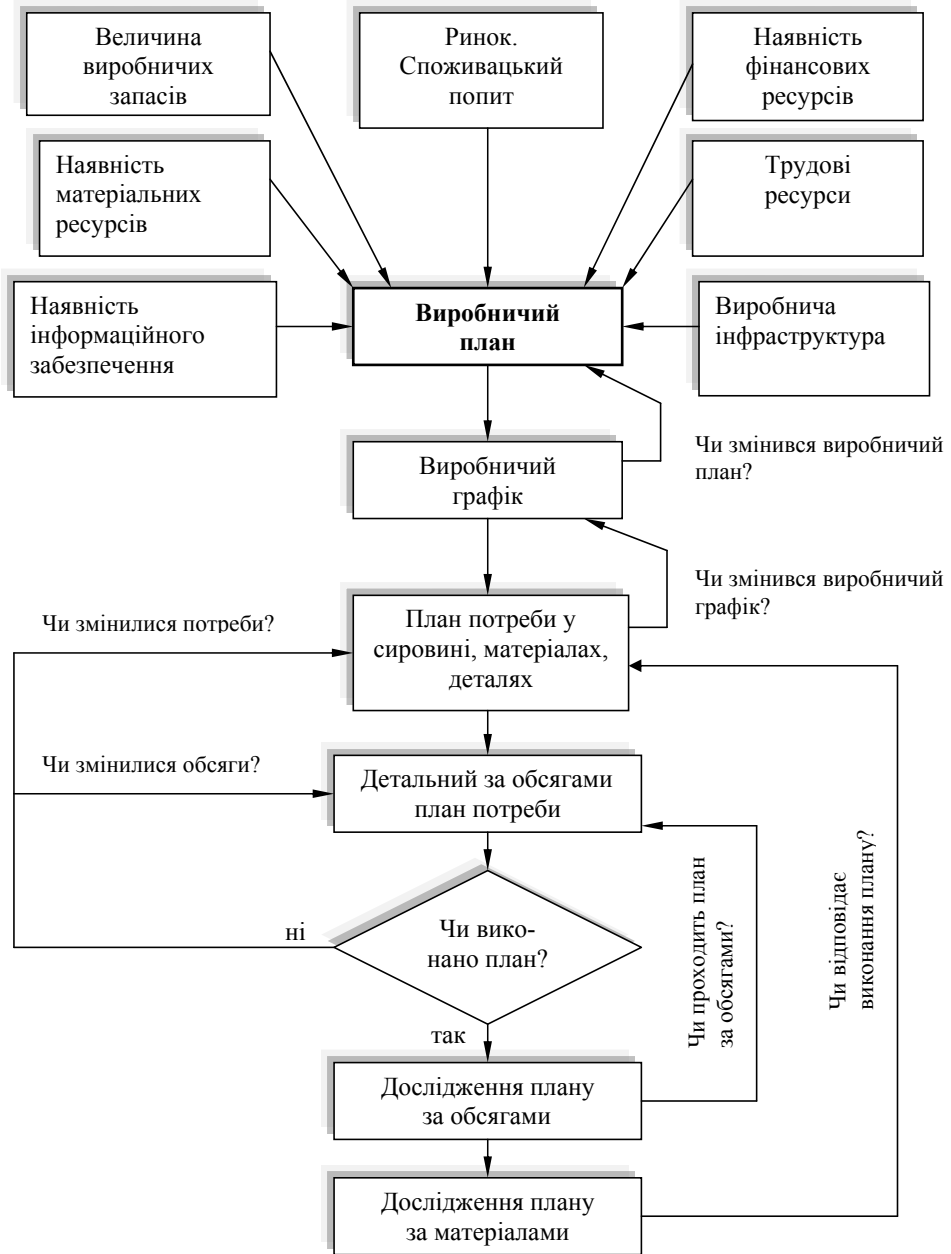 Величина
виробничих
запасів
Ринок.
Споживацький
попит
Наявність
фінансових
ресурсів
Наявність
матеріальних
ресурсів
Трудові
ресурси
Наявність
інформаційного
забезпечення
Виробничий
план
Виробнича
інфраструктура
Чи змінився виробничий
план?
Виробничий
графік
Чи змінився виробничий
графік?
Чи змінилися потреби?
План потреби у
сировині, матеріалах,
деталях
Чи змінилися обсяги?
Детальний за обсягами
план потреби
Чи проходить план
за обсягами?
Чи відповідає
виконання плану?
ні
Чи вико-
нано план?
так
Дослідження плану
за обсягами
Дослідження плану
за матеріалами